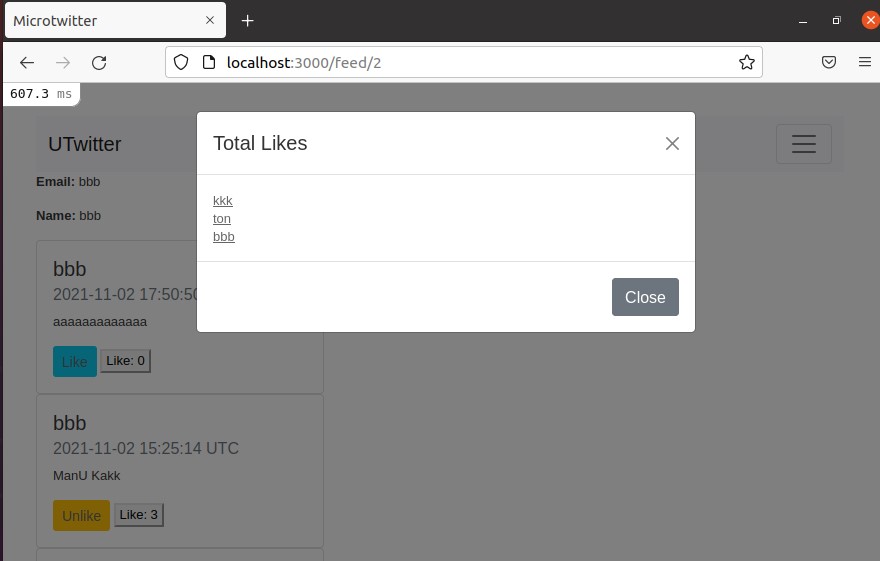 Microtwitter
localhost:3000/feed/2
607.3 ms
UTwitter
Total Likes
kkk
ton
bbb
Close
Email: bbb
Name: bbb
bbb
2021-11-02 17:50:50
aaaaaaaaaaaaa
Like Like: 0
bbb
2021-11-02 15:25:14 UTC
ManU Kakk
Unlike Like: 3